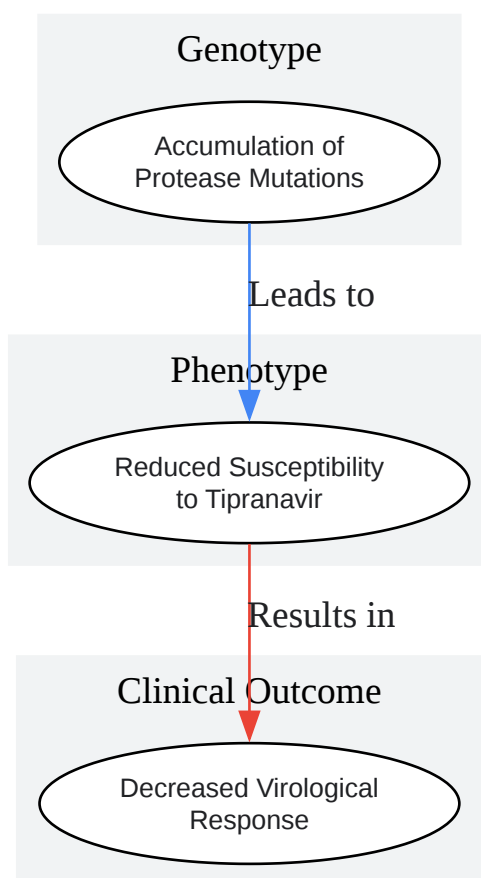 Genotype
Accumulation of
Protease Mutations
Leads to
Phenotype
Reduced Susceptibility
to Tipranavir
Results in
Clinical Outcome
Decreased Virological
Response